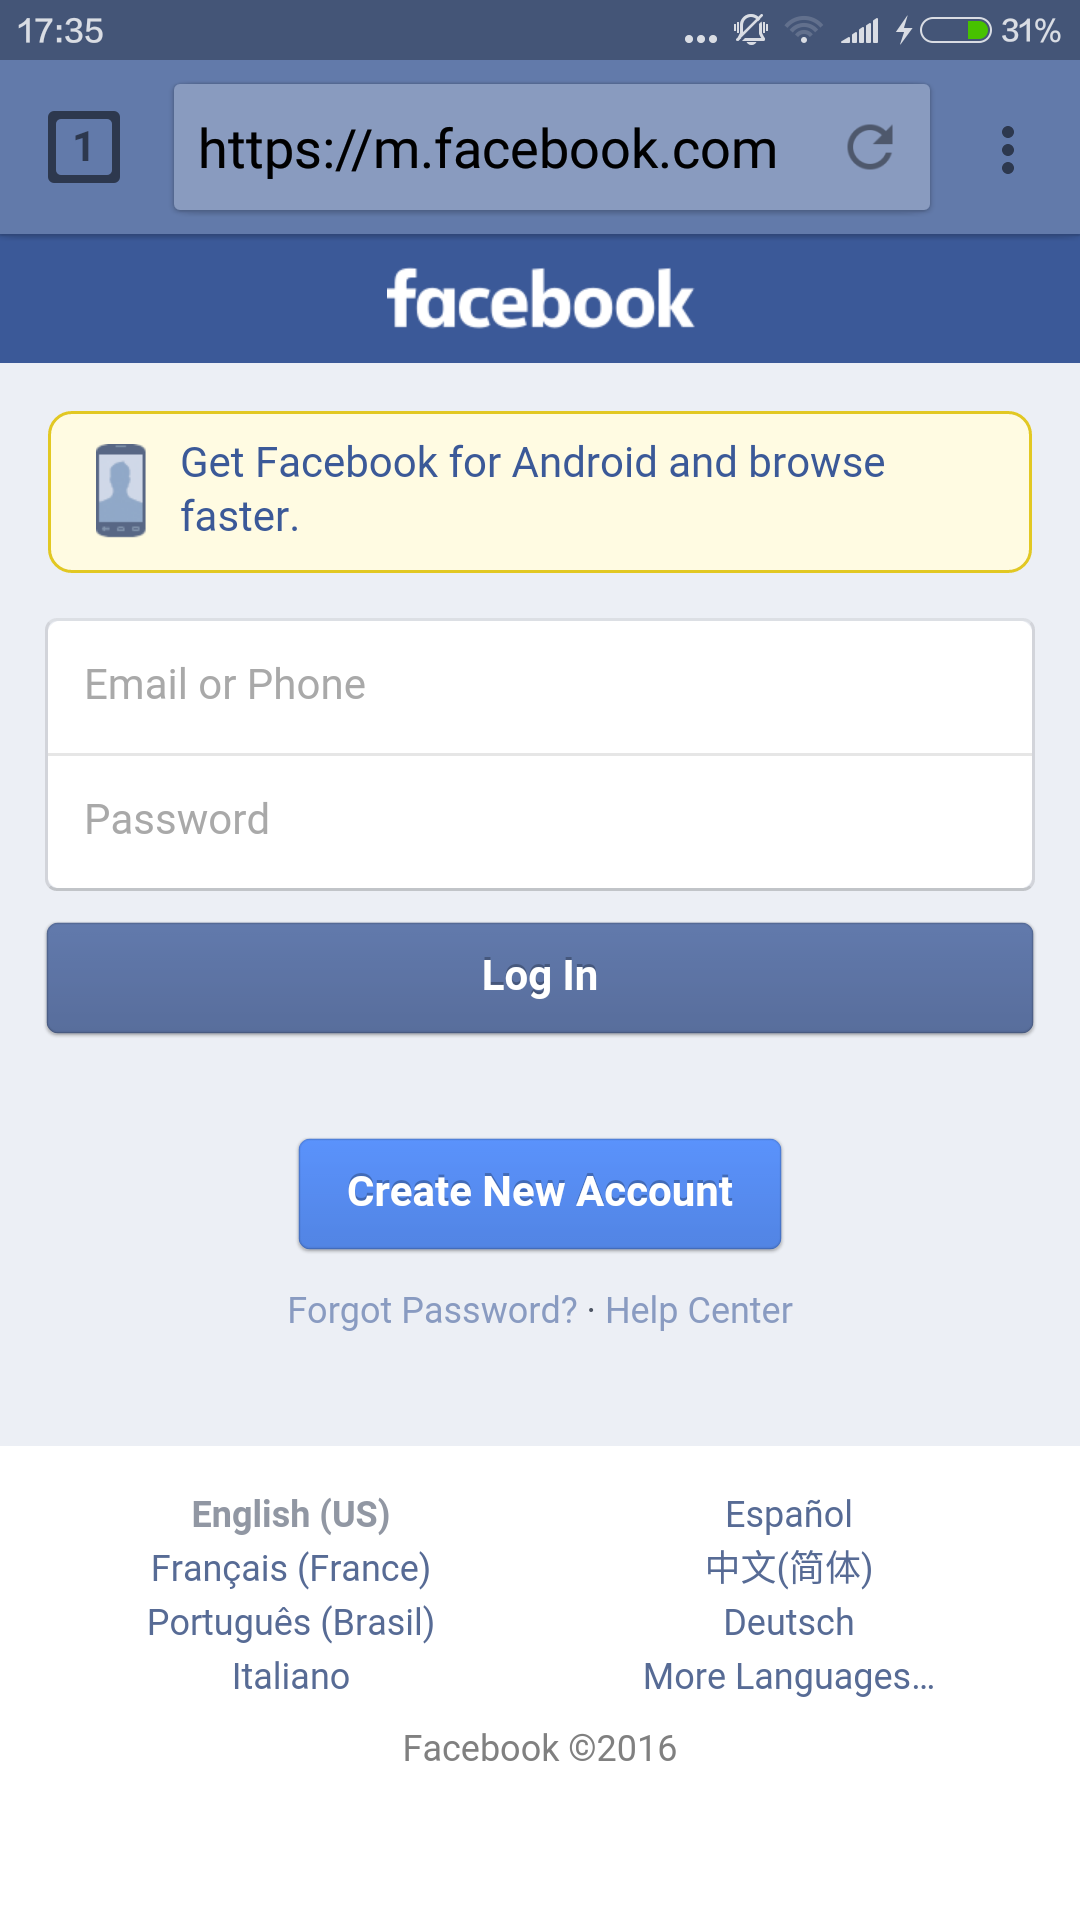 17:35 31%
1 https://m.facebook.com
facebook
Get Facebook for Android and browse
faster.
Email or Phone
Password
Log In
Create New Account
Forgot Password? · Help Center
English (US) Español
Français (France) 中文(简体)
Português (Brasil) Deutsch
Italiano More Languages...
Facebook ©2016